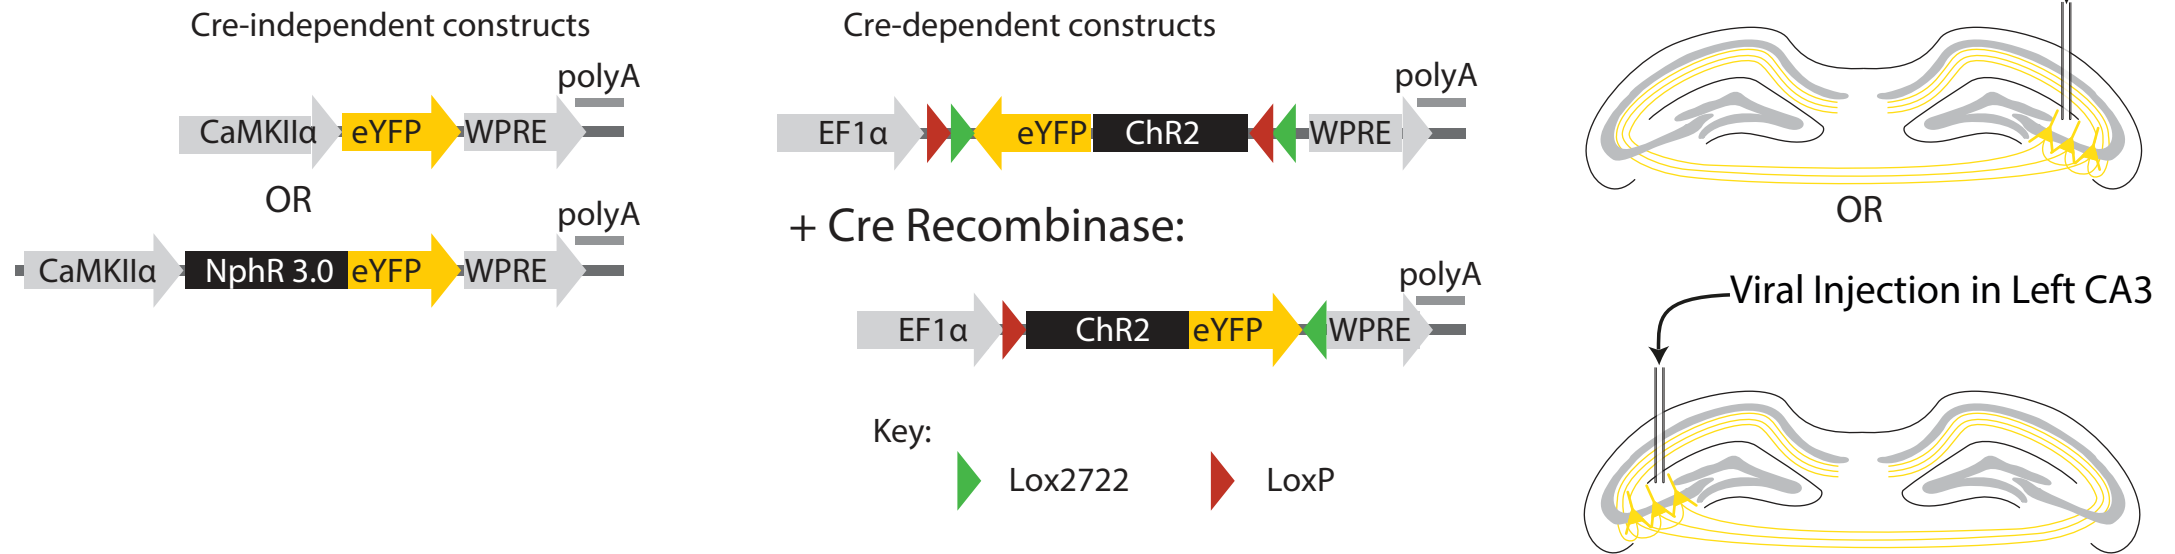 Cre-independent constructs
polyA
CaMKIIα eYFP WPRE
OR
polyA
CaMKIIα NphR 3.0 eYFP WPRE
Cre-dependent constructs
polyA
EF1α eYFP ChR2 WPRE
+ Cre Recombinase:
polyA
EF1α ChR2 eYFP WPRE
Key:
Lox2722 LoxP
OR
Viral Injection in Left CA3